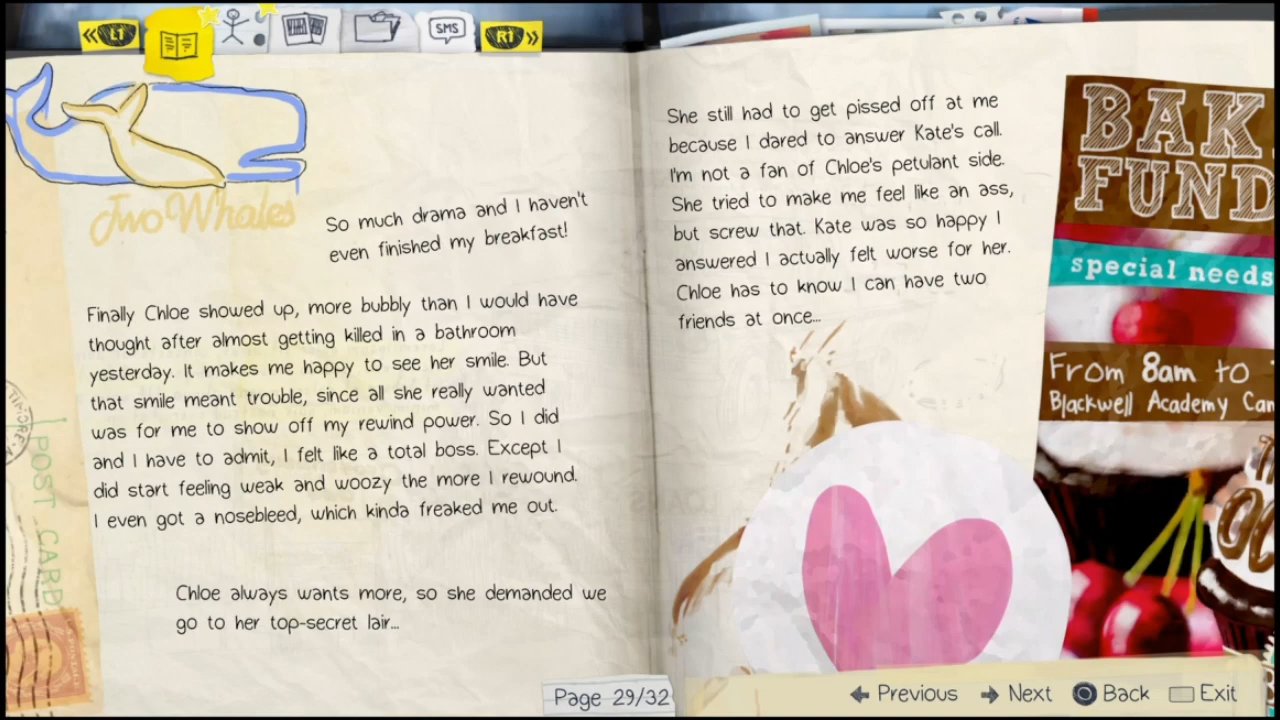 L1
SMS
R1
Two Whales
So much drama and I haven't
even finished my breakfast!
Finally Chloe showed up, more bubbly than I would have
thought after almost getting killed in a bathroom
yesterday. It makes me happy to see her smile. But
that smile meant trouble, since all she really wanted
was for me to show off my rewind power. So I did
and I have to admit, I felt like a total boss. Except I
did start feeling weak and woozy the more I rewound.
I even got a nosebleed, which kinda freaked me out.
Chloe always wants more, so she demanded we
go to her top-secret lair...
POST CARD
She still had to get pissed off at me
because I dared to answer Kate's call.
I'm not a fan of Chloe's petulant side.
She tried to make me feel like an ass,
but screw that. Kate was so happy I
answered I actually felt worse for her.
Chloe has to know I can have two
friends at once...
BAK
FUND
special needs
From 8am to
Blackwell Academy Cam
Page 29/32
Previous
Next
Back
Exit